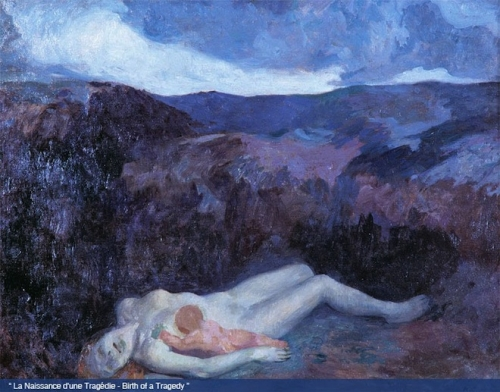 " La Naissance d'une Tragédie - Birth of a Tragedy "